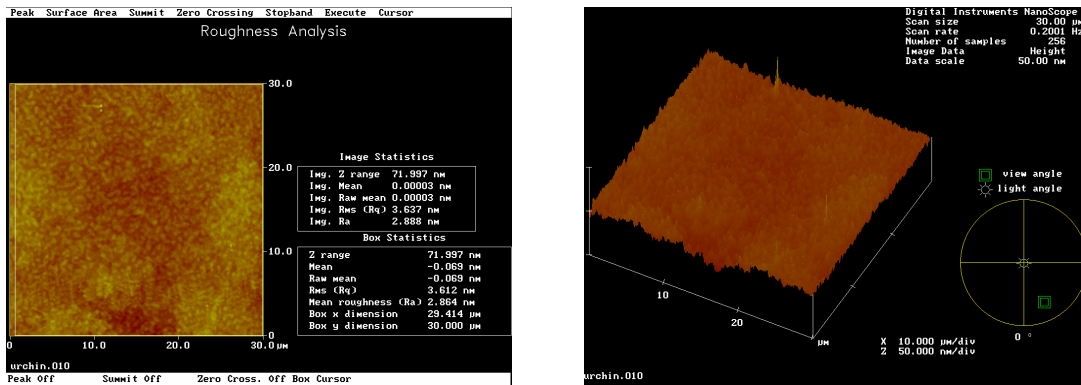 Peak Surface Area Summit Zero Crossing Stopband Execute Cursor
Roughness Analysis
30.0
20.0
10.0
0
0 10.0 20.0 30.0 µm
Image Statistics
Img. Z range 71.997 nm
Img. Mean 0.00003 nm
Img. Raw mean 0.00003 nm
Img. Rms (Rq) 3.637 nm
Img. Ra 2.888 nm
Box Statistics
Z range 71.997 nm
Mean -0.069 nm
Raw mean -0.069 nm
Rms (Rq) 3.612 nm
Mean roughness (Ra) 2.864 nm
Box x dimension 29.414 µm
Box y dimension 30.000 µm
urchin.010
Peak Off Summit Off Zero Cross. Off Box Cursor
Digital Instruments NanoScope
Scan size 30.00 µm
Scan rate 0.2001 Hz
Number of samples 256
Image Data Height
Data scale 50.00 nm
view angle
light angle
0 °
10
20
µm
X 10.000 µm/div
Z 50.000 nm/div
urchin.010